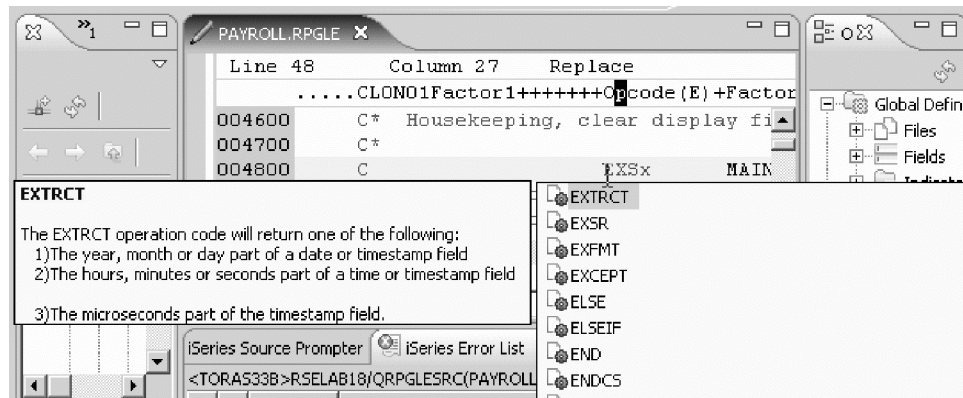 »1
PAYROLL.RPGLE
O
Line 48 Column 27 Replace
.....CL0N01Factor1+++++++Opcode(E)+Factor
004600 C* Housekeeping, clear display fi
004700 C*
004800 C EXSx MAIN
Global Defin
Files
Fields
EXTRCT
The EXTRCT operation code will return one of the following:
1)The year, month or day part of a date or timestamp field
2)The hours, minutes or seconds part of a time or timestamp field
3)The microseconds part of the timestamp field.
EXTRCT
EXSR
EXFMT
EXCEPT
ELSE
ELSEIF
END
ENDCS
iSeries Source Prompter iSeries Error List
<TORAS33B>RSELAB18/QRPGLESRC(PAYROLL